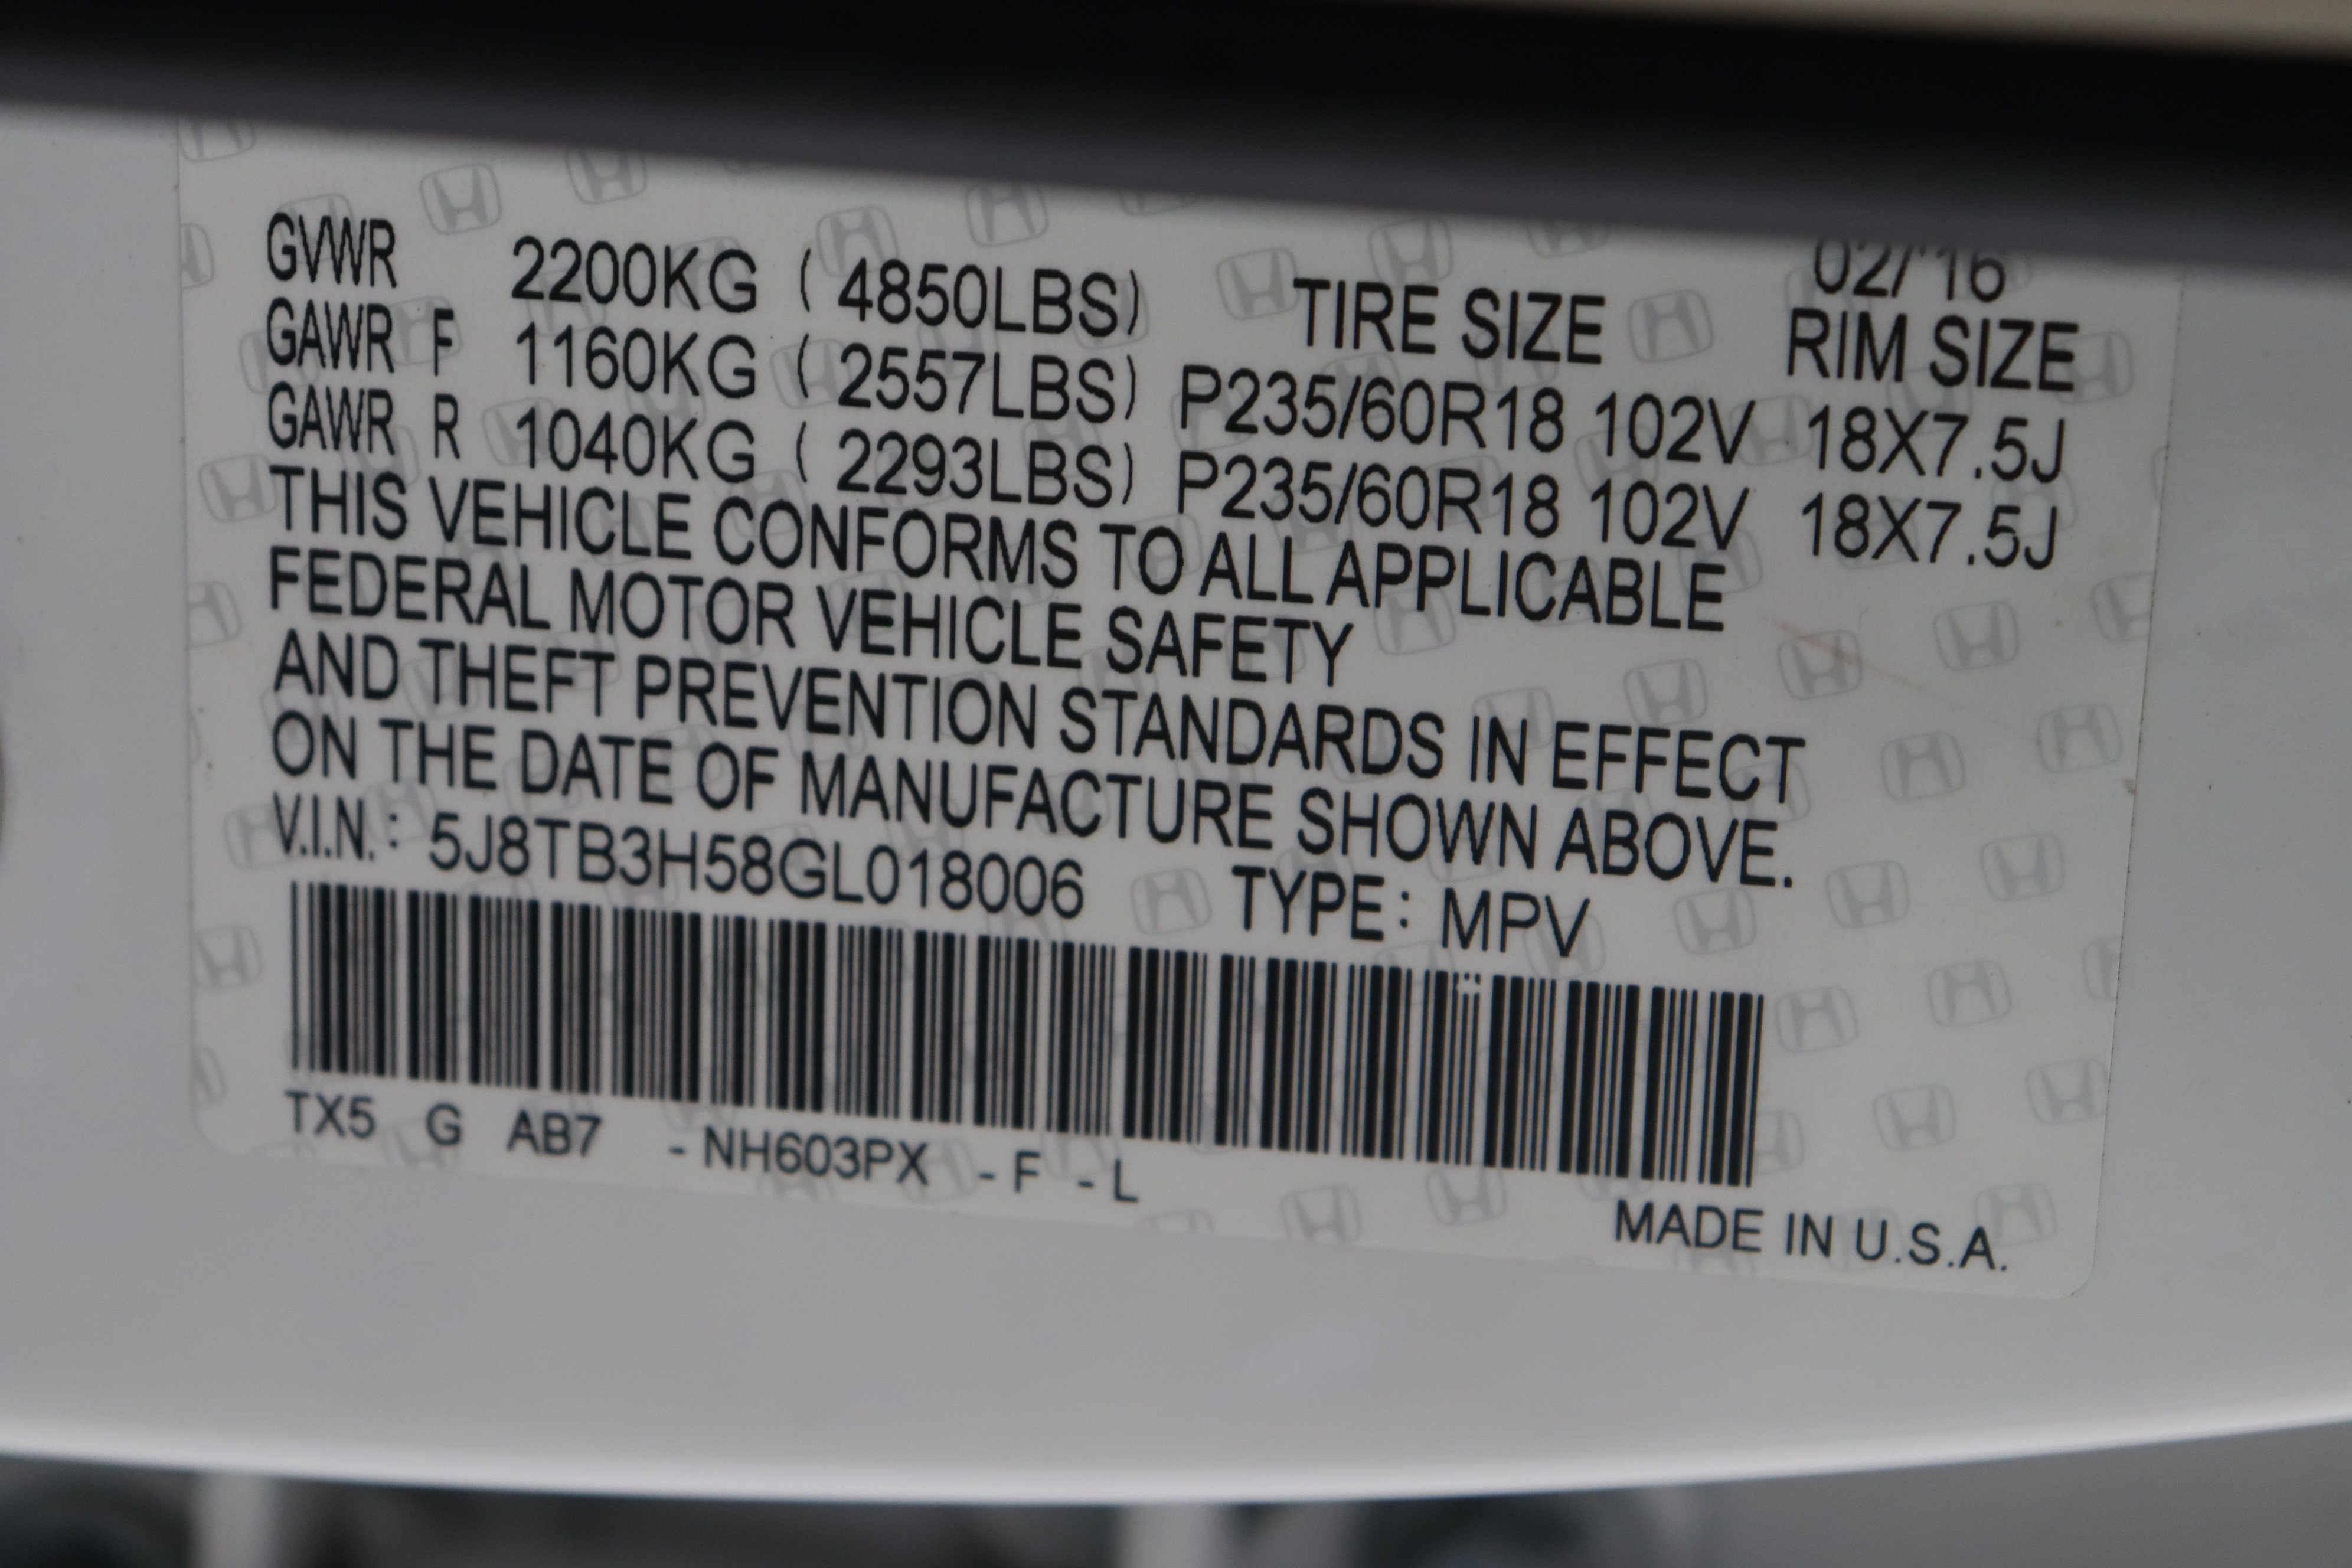 02/'16
GVWR 2200KG ( 4850LBS) TIRE SIZE RIM SIZE
GAWR F 1160KG ( 2557LBS) P235/60R18 102V 18X7.5J
GAWR R 1040KG ( 2293LBS) P235/60R18 102V 18X7.5J
THIS VEHICLE CONFORMS TO ALL APPLICABLE
FEDERAL MOTOR VEHICLE SAFETY
AND THEFT PREVENTION STANDARDS IN EFFECT
ON THE DATE OF MANUFACTURE SHOWN ABOVE.
V.I.N.: 5J8TB3H58GL018006 TYPE: MPV
TX5 G AB7 -NH603PX -F -L
MADE IN U.S.A.